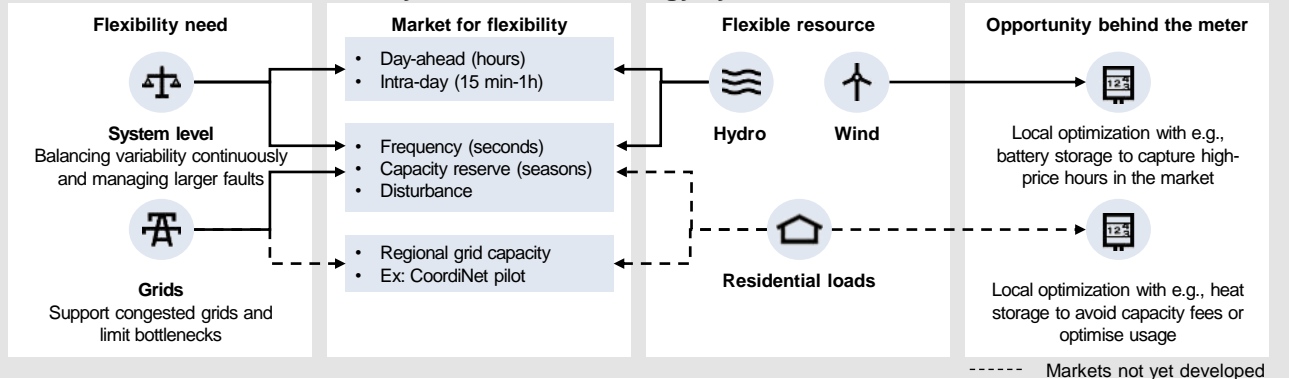 Flexibility need
System level
Balancing variability continuously
and managing larger faults
Grids
Support congested grids and
limit bottlenecks
Market for flexibility
• Day-ahead (hours)
• Intra-day (15 min-1h)
• Frequency (seconds)
• Capacity reserve (seasons)
• Disturbance
• Regional grid capacity
• Ex: CoordiNet pilot
Flexible resource
Hydro
Wind
Residential loads
Opportunity behind the meter
Local optimization with e.g.,
battery storage to capture high-
price hours in the market
Local optimization with e.g., heat
storage to avoid capacity fees or
optimise usage
Markets not yet developed